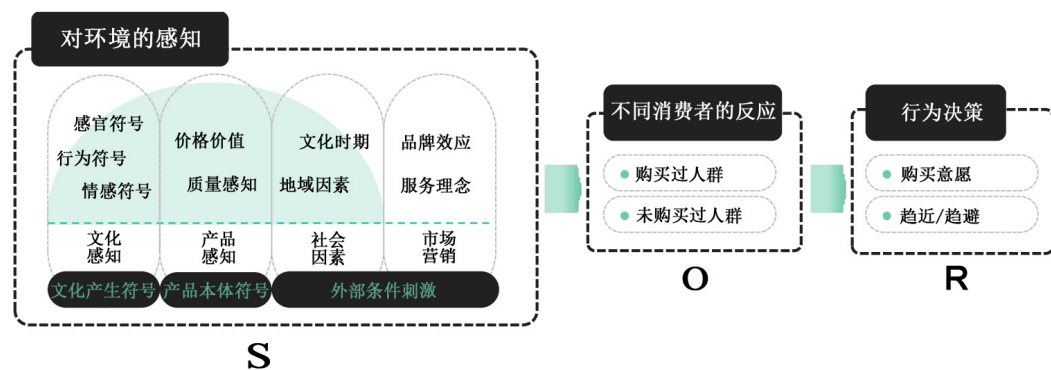 对环境的感知
感官符号
行为符号
情感符号
价格价值
质量感知
文化时期
地域因素
品牌效应
服务理念
文化
感知
产品
感知
社会
因素
市场
营销
文化产生符号
产品本体符号
外部条件刺激
S
不同消费者的反应
购买过人群
未购买过人群
O
行为决策
购买意愿
趋近/趋避
R